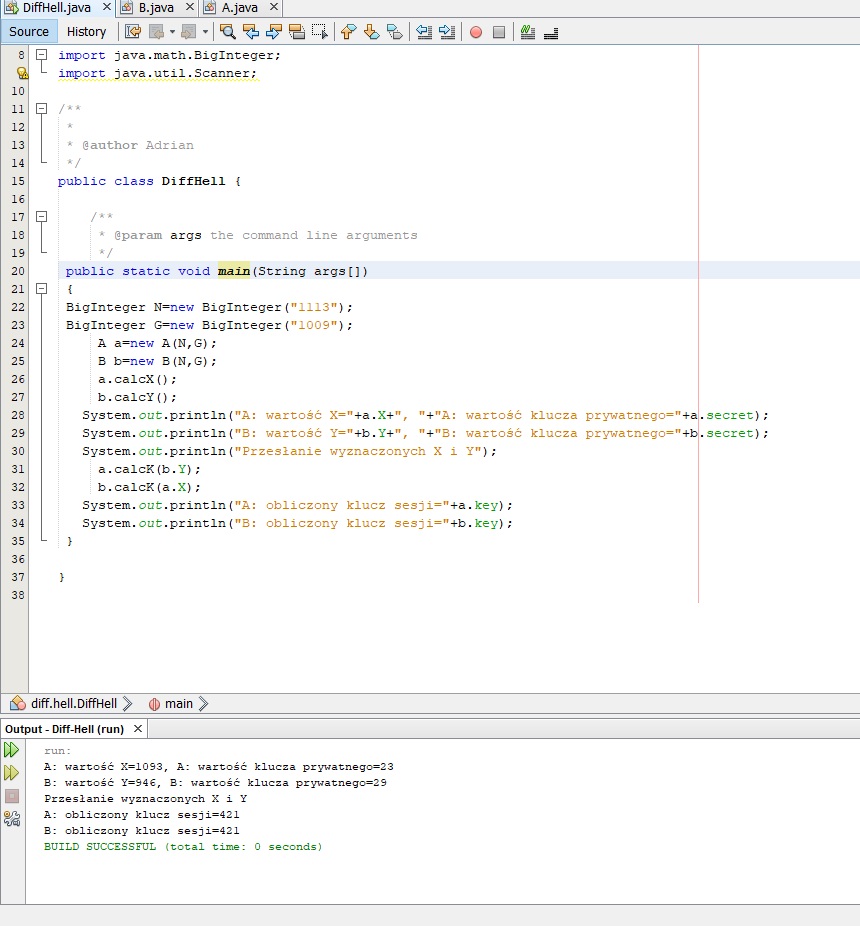 DiffHell.java × B.java × A.java ×
Source History
8 import java.math.BigInteger;
import java.util.Scanner;
10
11 /**
12 *
13 * @author Adrian
14 */
15 public class DiffHell {
16
17 /**
18 * @param args the command line arguments
19 */
20 public static void main(String args[])
21 {
22 BigInteger N=new BigInteger("1113");
23 BigInteger G=new BigInteger("1009");
24 A a=new A(N,G);
25 B b=new B(N,G);
26 a.calcX();
27 b.calcY();
28 System.out.println("A: wartość X="+a.X+", "+"A: wartość klucza prywatnego="+a.secret);
29 System.out.println("B: wartość Y="+b.Y+", "+"B: wartość klucza prywatnego="+b.secret);
30 System.out.println("Przesłanie wyznaczonych X i Y");
31 a.calcK(b.Y);
32 b.calcK(a.X);
33 System.out.println("A: obliczony klucz sesji="+a.key);
34 System.out.println("B: obliczony klucz sesji="+b.key);
35 }
36
37 }
38
diff.hell.DiffHell main
Output - Diff-Hell (run) ×
run:
A: wartość X=1093, A: wartość klucza prywatnego=23
B: wartość Y=946, B: wartość klucza prywatnego=29
Przesłanie wyznaczonych X i Y
A: obliczony klucz sesji=421
B: obliczony klucz sesji=421
BUILD SUCCESSFUL (total time: 0 seconds)